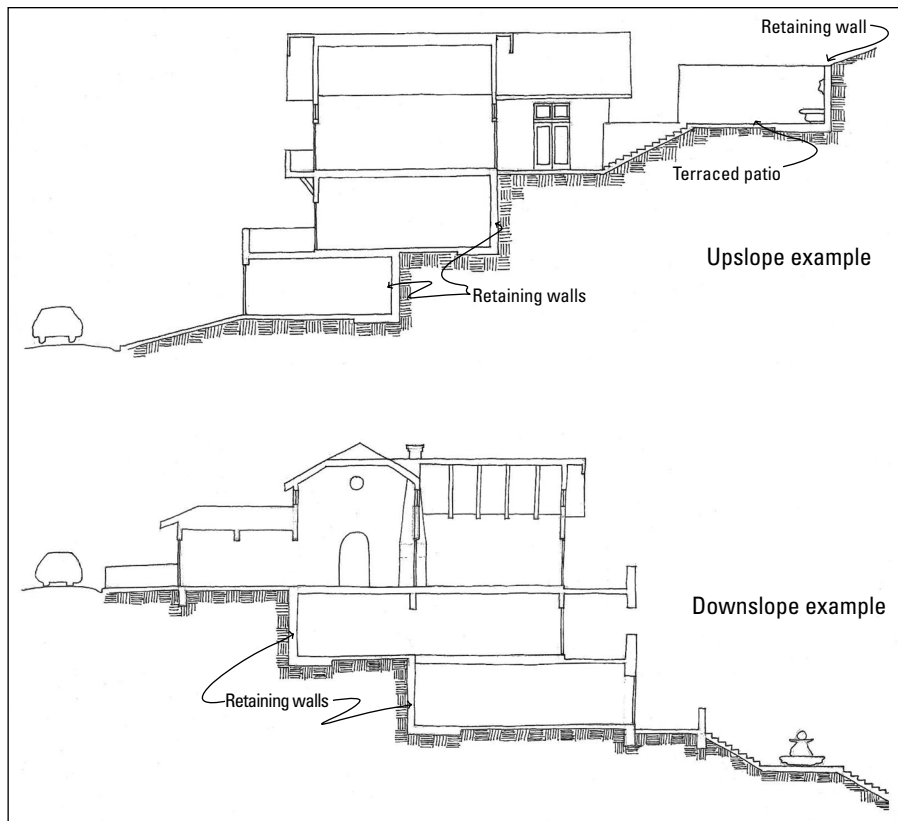 Retaining wall
Terraced patio
Upslope example
Retaining walls
Downslope example
Retaining walls